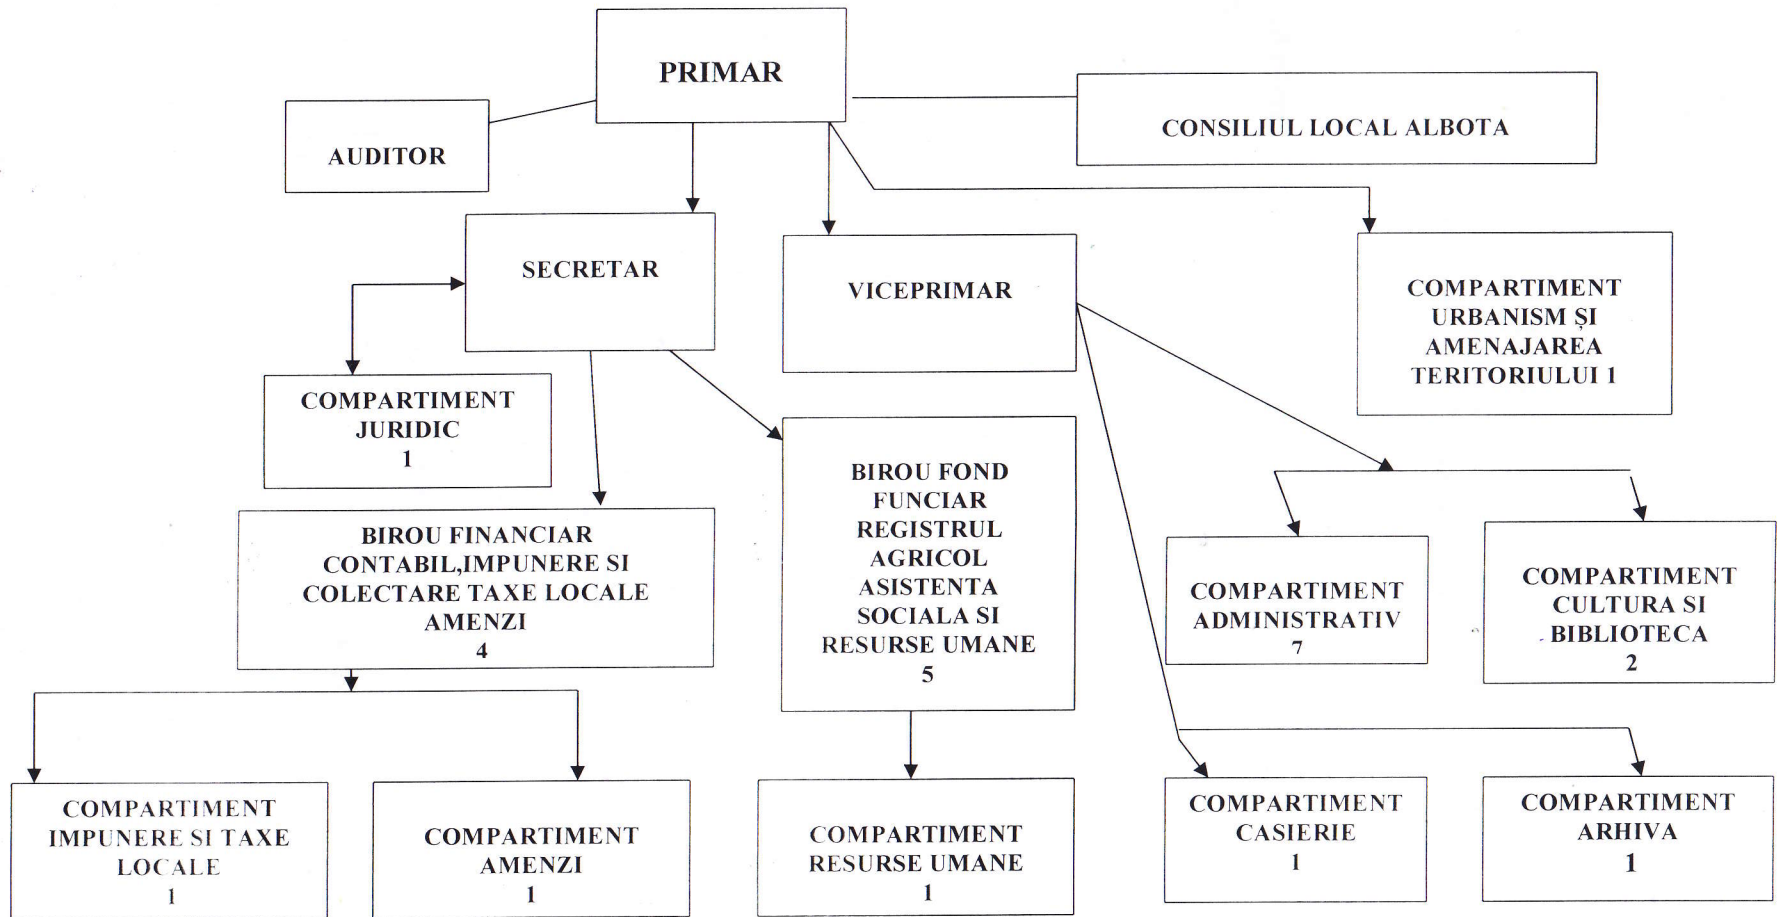 PRIMAR
AUDITOR
CONSILIUL LOCAL ALBOTA
SECRETAR
VICEPRIMAR
COMPARTIMENT
URBANISM ȘI
AMENAJAREA
TERITORIULUI 1
COMPARTIMENT
JURIDIC
1
BIROU FINANCIAR
CONTABIL,IMPUNERE SI
COLECTARE TAXE LOCALE
AMENZI
4
BIROU FOND
FUNCIAR
REGISTRUL
AGRICOL
ASISTENTA
SOCIALA SI
RESURSE UMANE
5
COMPARTIMENT
ADMINISTRATIV
7
COMPARTIMENT
CULTURA SI
BIBLIOTECA
2
COMPARTIMENT
IMPUNERE SI TAXE
LOCALE
1
COMPARTIMENT
AMENZI
1
COMPARTIMENT
RESURSE UMANE
1
COMPARTIMENT
CASIERIE
1
COMPARTIMENT
ARHIVA
1